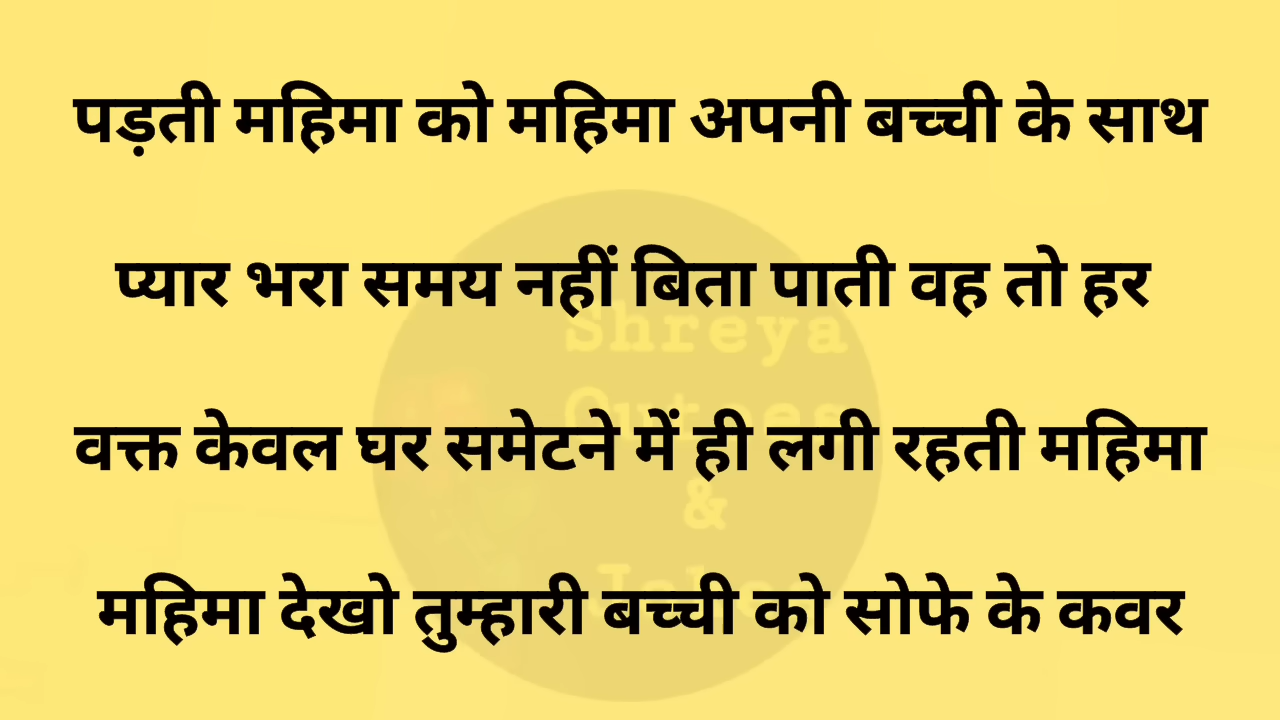 पड़ती महिमा को महिमा अपनी बच्ची के साथ
प्यार भरा समय नहीं बिता पाती वह तो हर
वक्त केवल घर समेटने में ही लगी रहती महिमा
महिमा देखो तुम्हारी बच्ची को सोफे के कवर
Shreya
&